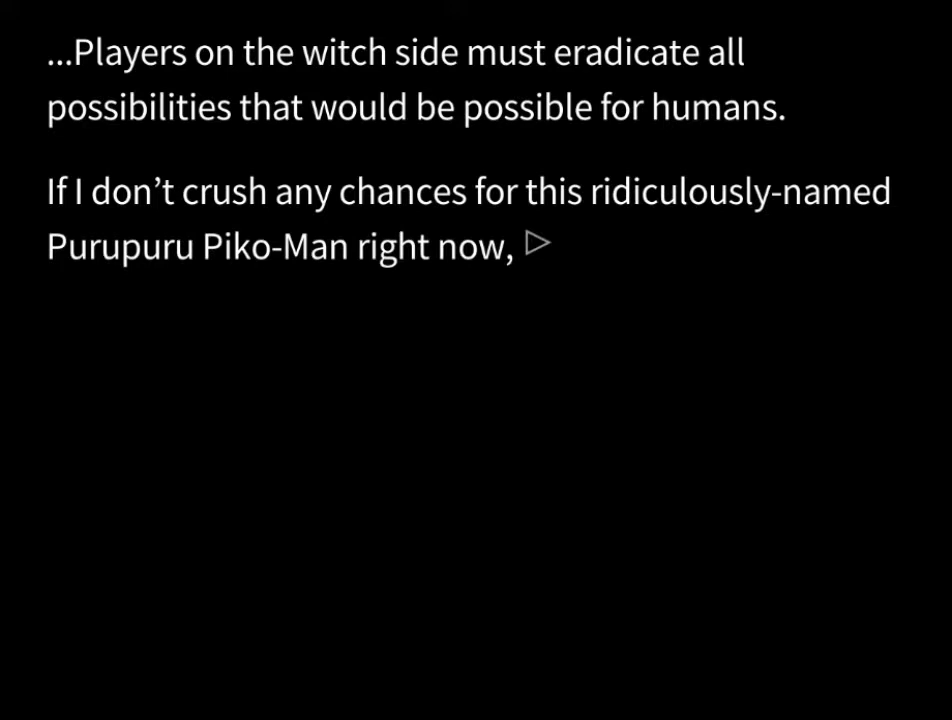 ...Players on the witch side must eradicate all
possibilities that would be possible for humans.
If I don’t crush any chances for this ridiculously-named
Purupuru Piko-Man right now,